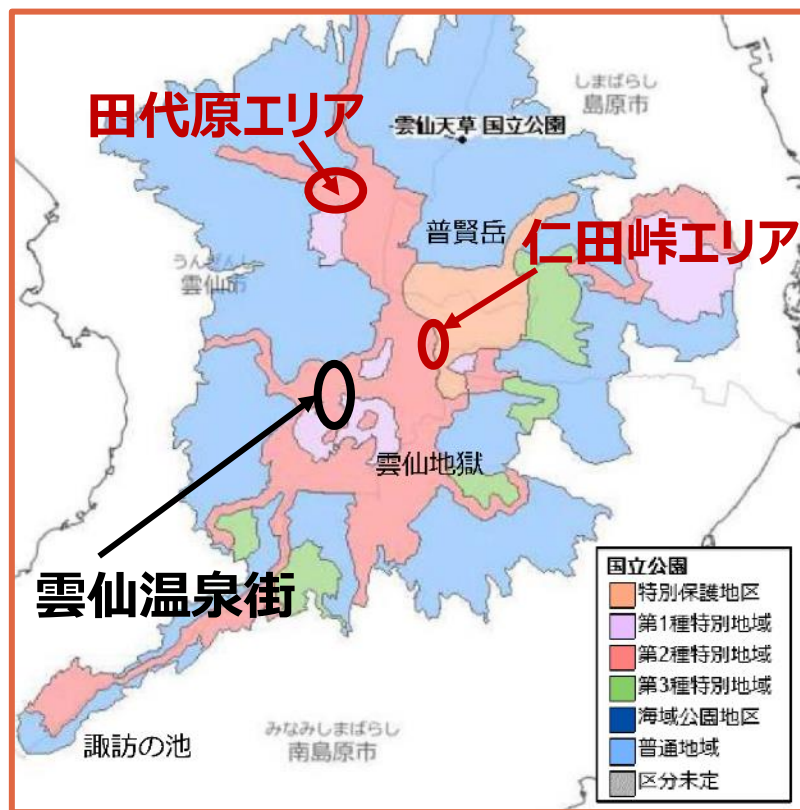 しまばらし
島原市
田代原エリア
雲仙天草 国立公園
普賢岳
仁田峠エリア
うんぜんし
雲仙市
雲仙地獄
雲仙温泉街
諏訪の池
みなみしまばらし
南島原市
国立公園
特別保護地区
第1種特別地域
第2種特別地域
第3種特別地域
海域公園地区
普通地域
区分未定